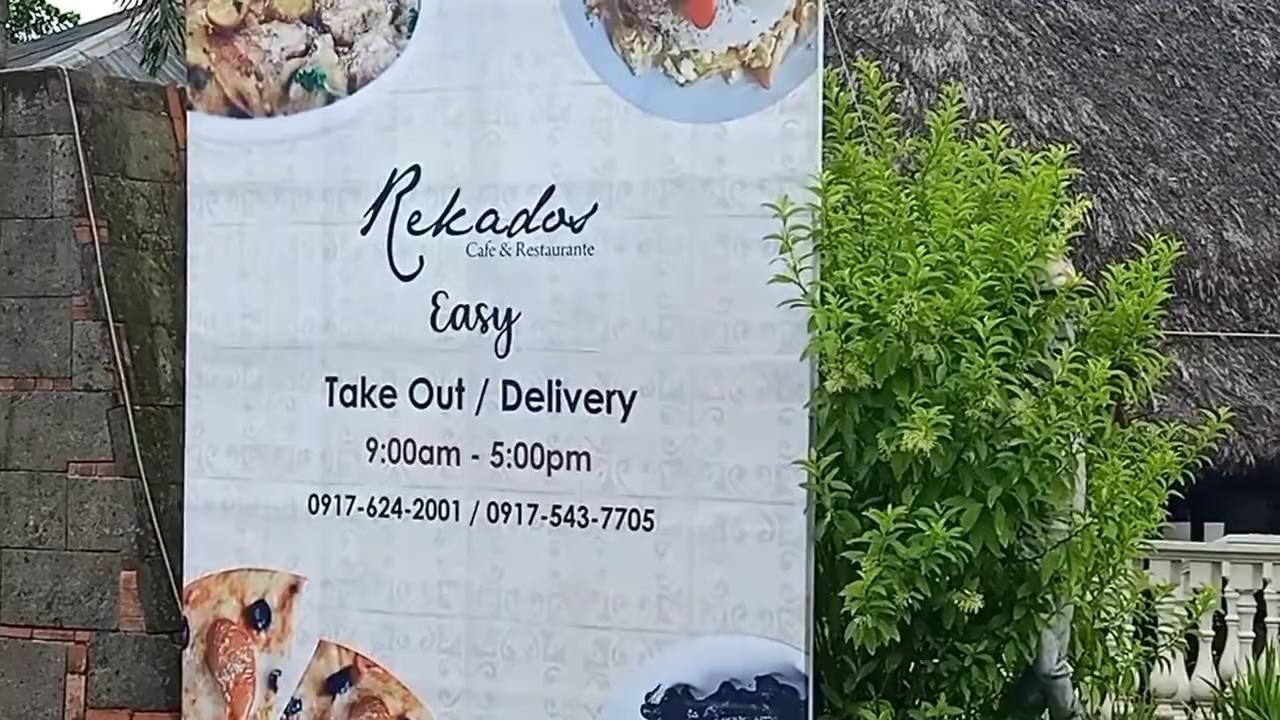 Rekados
Cafe & Restaurante
Easy
Take Out / Delivery
9:00am - 5:00pm
0917-624-2001 / 0917-543-7705